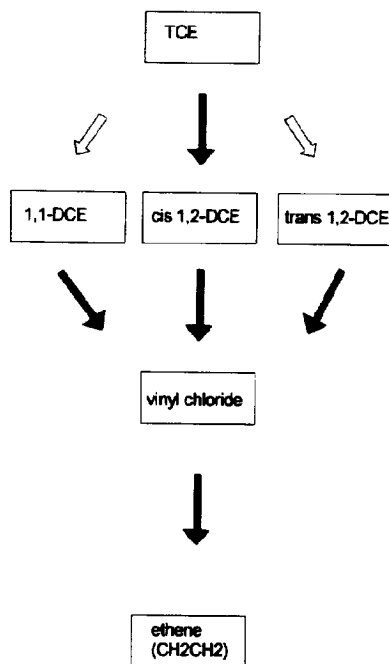 TCE
1,1-DCE
cis 1,2-DCE
trans 1,2-DCE
vinyl chloride
ethene
(CH2CH2)